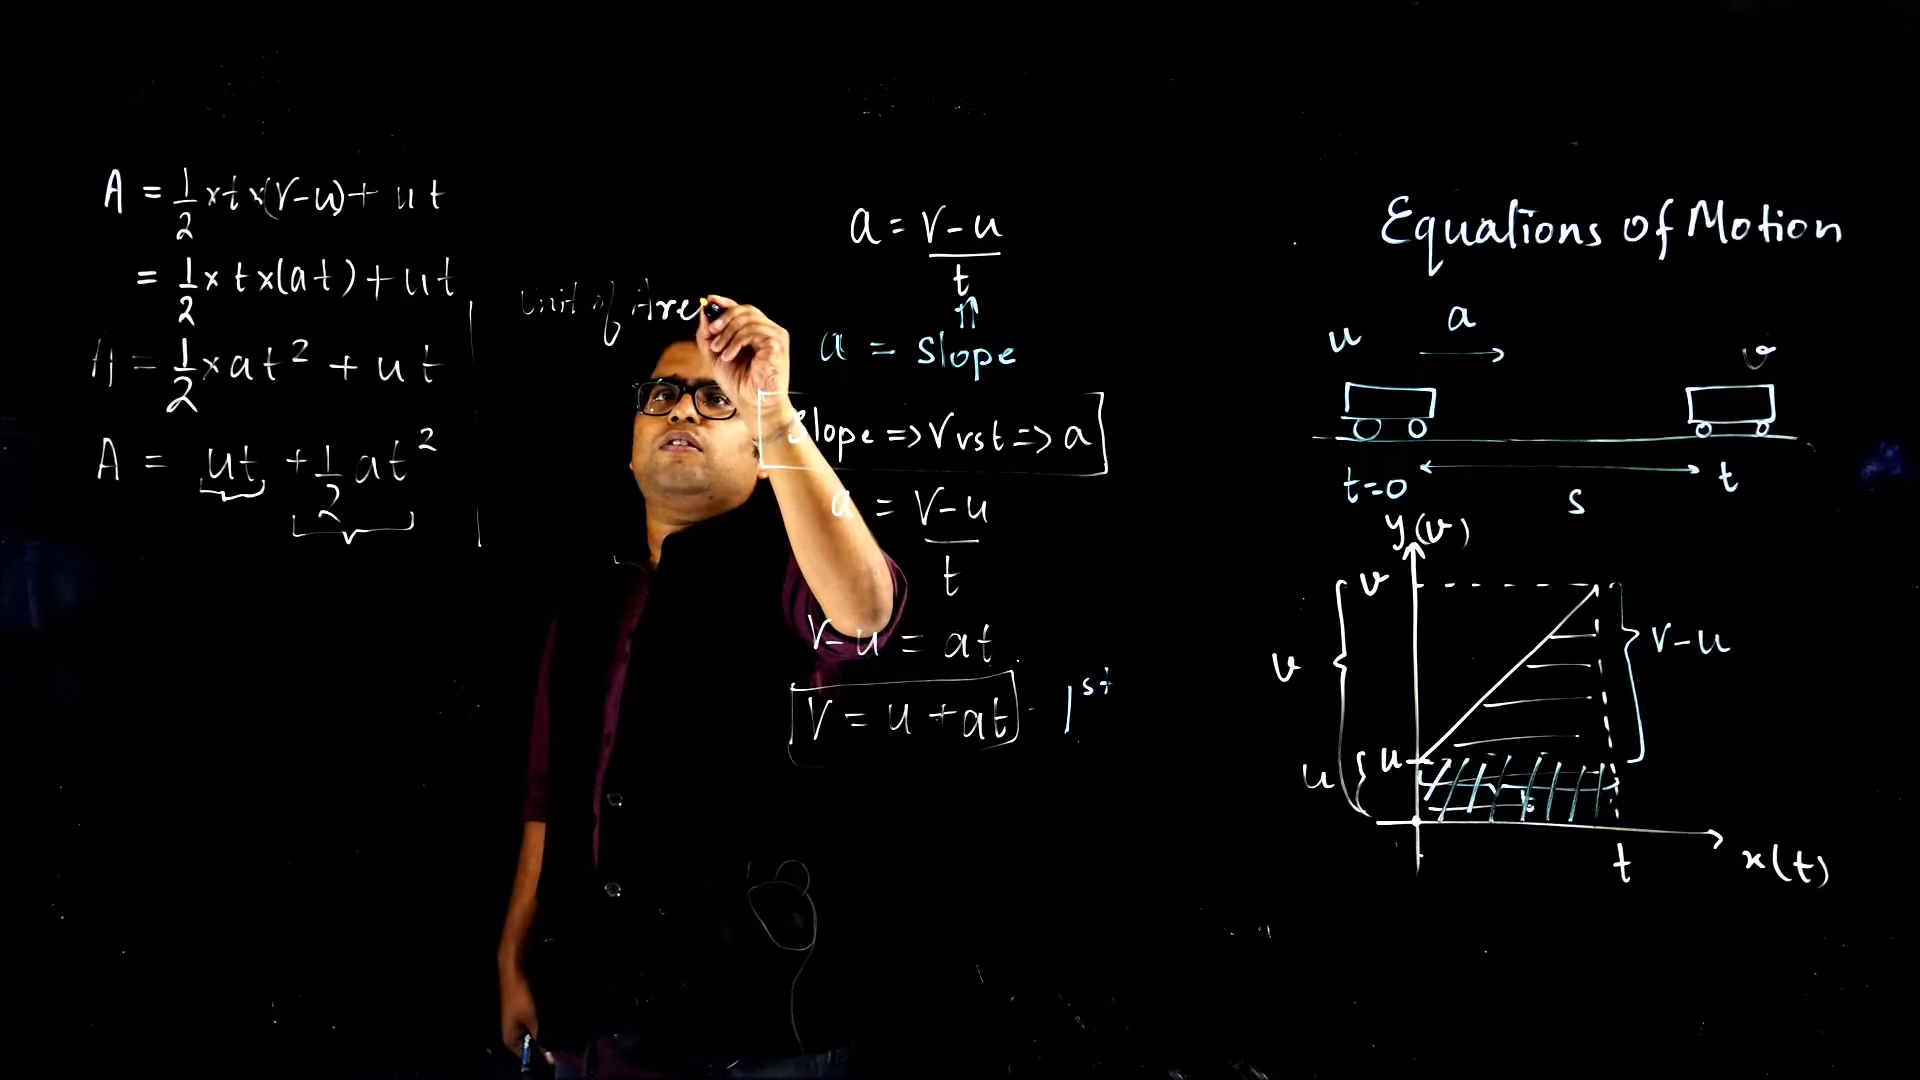 A = 1/2 × t × (V-u) + ut
= 1/2 × t × (at) + ut
A = 1/2 × at² + ut
A = ut + 1/2 at²
Unit of Area
a = V-u / t
a = slope
Slope => V vs t => a
a = V-u / t
V-u = at
V = u + at - 1st
Equations of Motion
u a v
t=0 s t
y(v)
v
v V-u
u u
t
t
x(t)